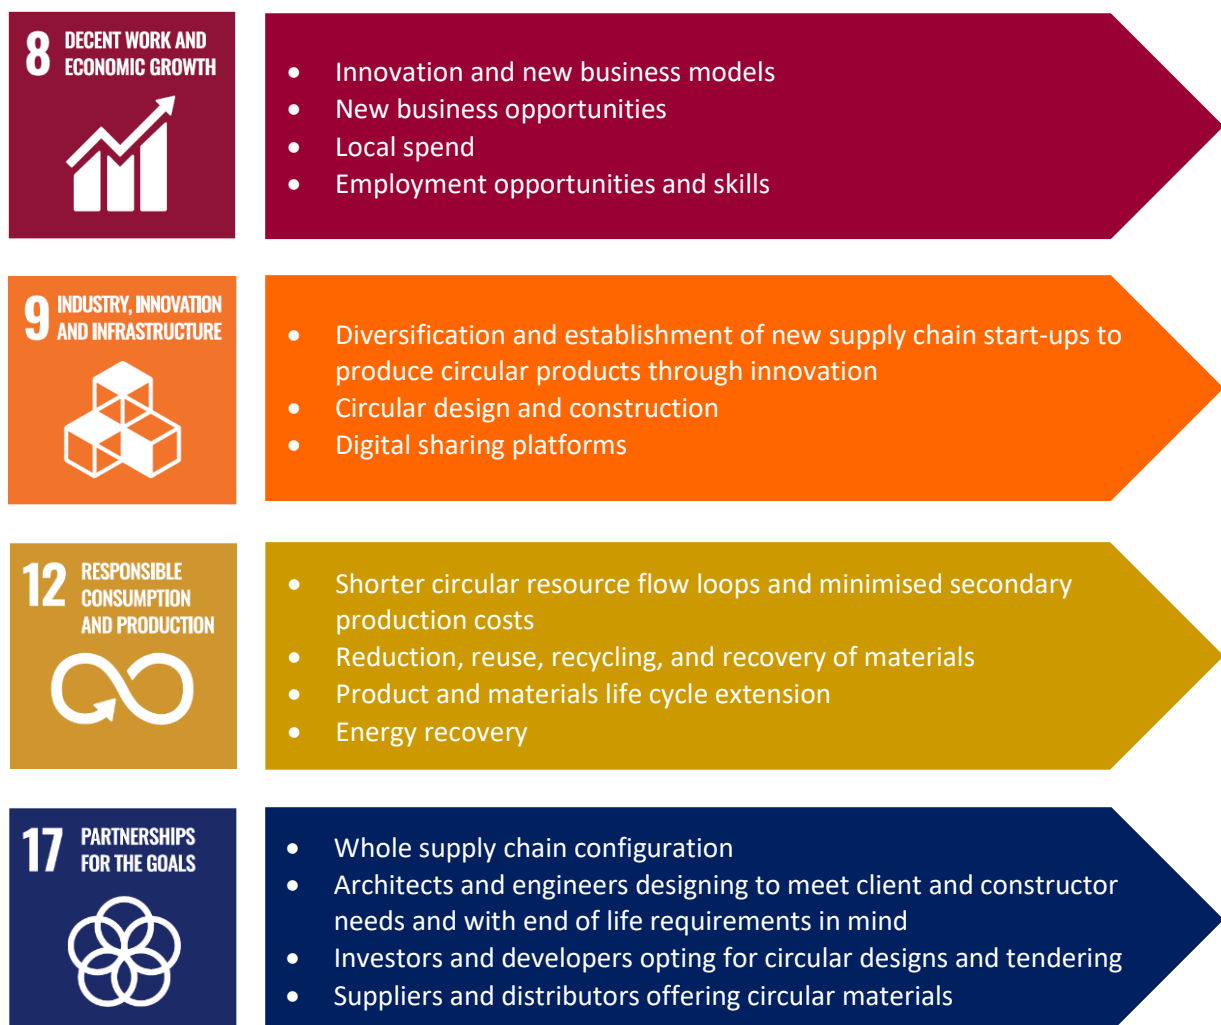 8 DECENT WORK AND
ECONOMIC GROWTH
• Innovation and new business models
• New business opportunities
• Local spend
• Employment opportunities and skills
9 INDUSTRY, INNOVATION
AND INFRASTRUCTURE
• Diversification and establishment of new supply chain start-ups to
produce circular products through innovation
• Circular design and construction
• Digital sharing platforms
12 RESPONSIBLE
CONSUMPTION
AND PRODUCTION
• Shorter circular resource flow loops and minimised secondary
production costs
• Reduction, reuse, recycling, and recovery of materials
• Product and materials life cycle extension
• Energy recovery
17 PARTNERSHIPS
FOR THE GOALS
• Whole supply chain configuration
• Architects and engineers designing to meet client and constructor
needs and with end of life requirements in mind
• Investors and developers opting for circular designs and tendering
• Suppliers and distributors offering circular materials